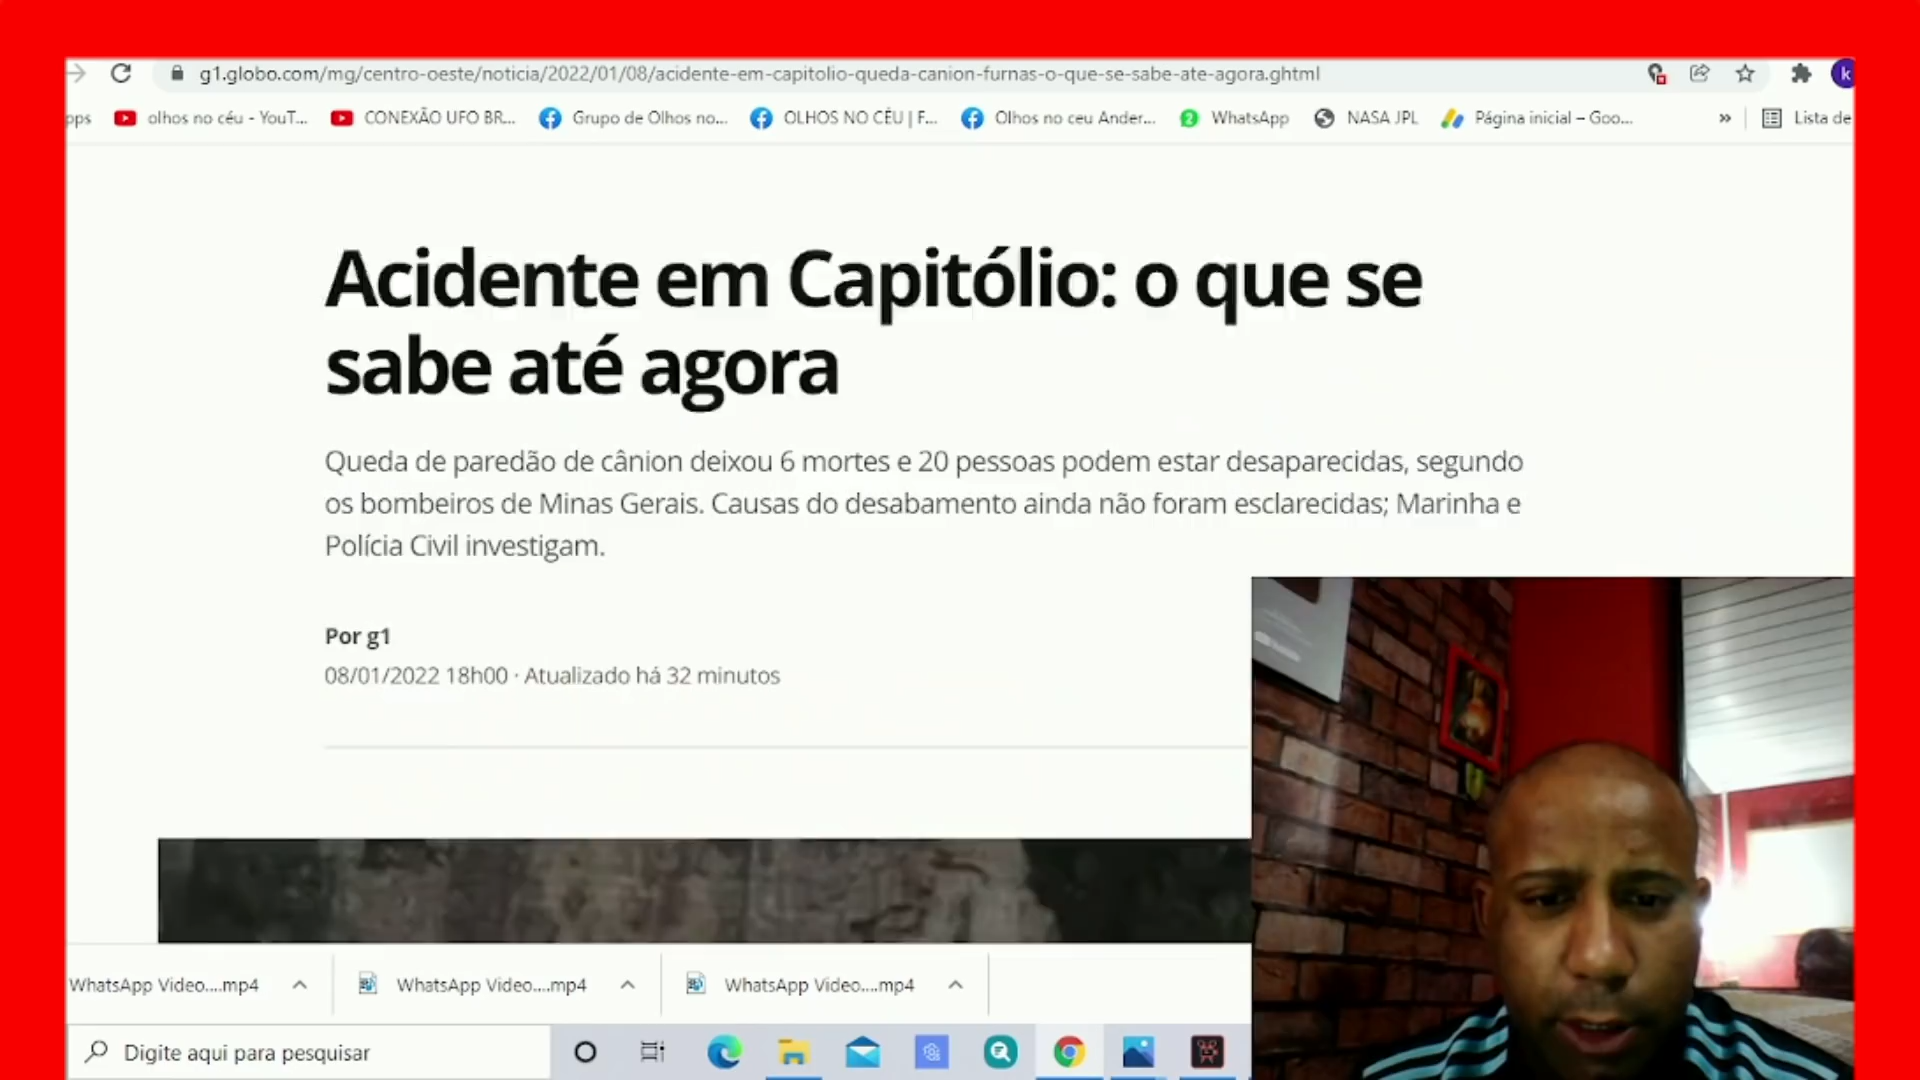 g1.globo.com/mg/centro-oeste/noticia/2022/01/08/acidente-em-capitolio-queda-canion-furnas-o-que-se-sabe-ate-agora.ghtml
k
pps olhos no céu - YouT... CONEXÃO UFO BR... Grupo de Olhos no... OLHOS NO CÉU | F... Olhos no ceu Ander... WhatsApp NASA JPL Página inicial – Goo... » Lista de
Acidente em Capitólio: o que se
sabe até agora
Queda de paredão de cânion deixou 6 mortes e 20 pessoas podem estar desaparecidas, segundo
os bombeiros de Minas Gerais. Causas do desabamento ainda não foram esclarecidas; Marinha e
Polícia Civil investigam.
Por g1
08/01/2022 18h00 · Atualizado há 32 minutos
WhatsApp Video....mp4 WhatsApp Video....mp4 WhatsApp Video....mp4
Digite aqui para pesquisar